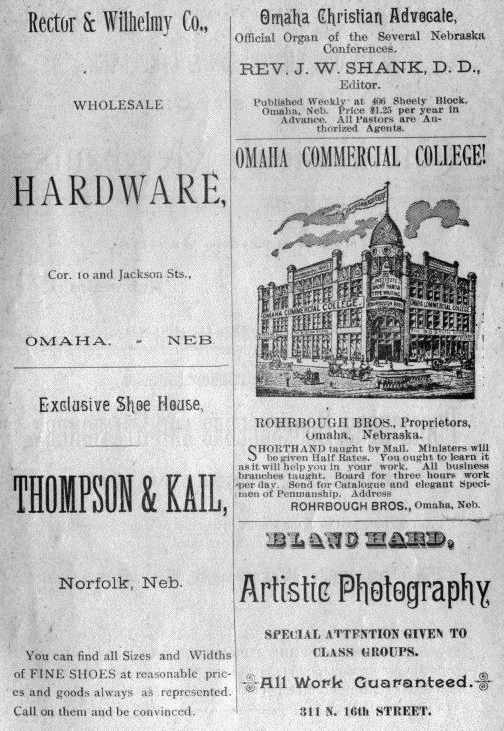 Rector & Wilhelmy Co.,
WHOLESALE
HARDWARE,
Cor. 10 and Jackson Sts.,
OMAHA. - NEB
Exclusive Shoe House,
THOMPSON & KAIL,
Norfolk, Neb.
You can find all Sizes and Widths
of FINE SHOES at reasonable pric-
es and goods always as represented.
Call on them and be convinced.
Omaha Christian Advocate,
Official Organ of the Several Nebraska
Conferences.
REV. J. W. SHANK, D. D.,
Editor.
Published Weekly at 406 Sheely Block.
Omaha, Neb. Price $1.25 per year in
Advance. All Pastors are Au-
thorized Agents.
OMAHA COMMERCIAL COLLEGE!
OMAHA COMMERCIAL COLLEGE
OMAHA COMMERCIAL COLLEGE
ROHRBOUGH BROS., Proprietors,
Omaha, Nebraska.
SHORTHAND taught by Mail. Ministers will
be given Half Rates. You ought to learn it
as it will help you in your work. All business
branches taught. Board for three hours work
per day. Send for Catalogue and elegant Speci-
men of Penmanship. Address
ROHRBOUGH BROS., Omaha, Neb.
BLANCHARD,
Artistic Photography
SPECIAL ATTENTION GIVEN TO
CLASS GROUPS.
All Work Guaranteed.
311 N. 16th STREET.